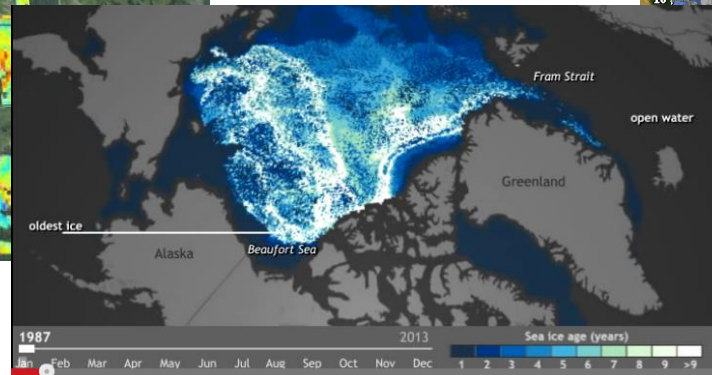 Fram Strait
open water
Greenland
oldest ice
Alaska
Beaufort Sea
1987 2013 Sea ice age (years)
Jan Feb Mar Apr May Jun Jul Aug Sep Oct Nov Dec
1 2 3 4 5 6 7 8 9 >9